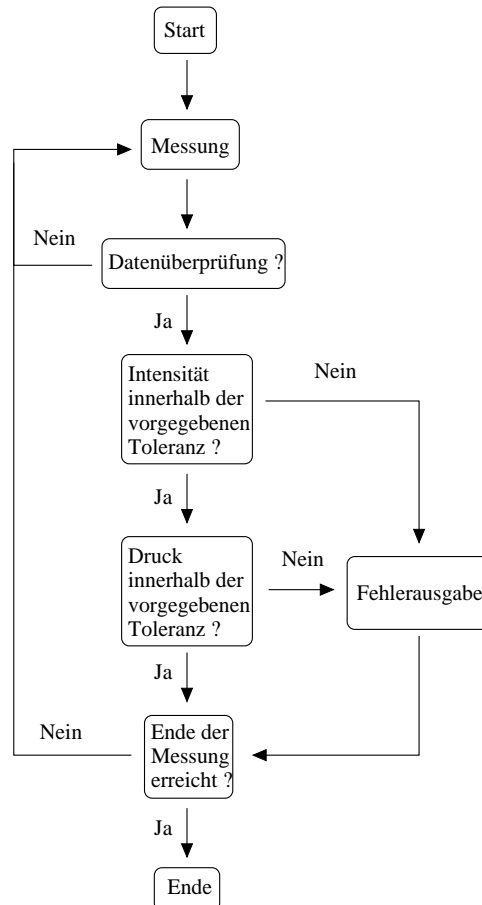 Start
Messung
Nein
Datenüberprüfung ?
Ja
Intensität
innerhalb der
vorgegebenen
Toleranz ?
Nein
Ja
Druck
innerhalb der
vorgegebenen
Toleranz ?
Nein
Fehlerausgabe
Ja
Nein
Ende der
Messung
erreicht ?
Ja
Ende